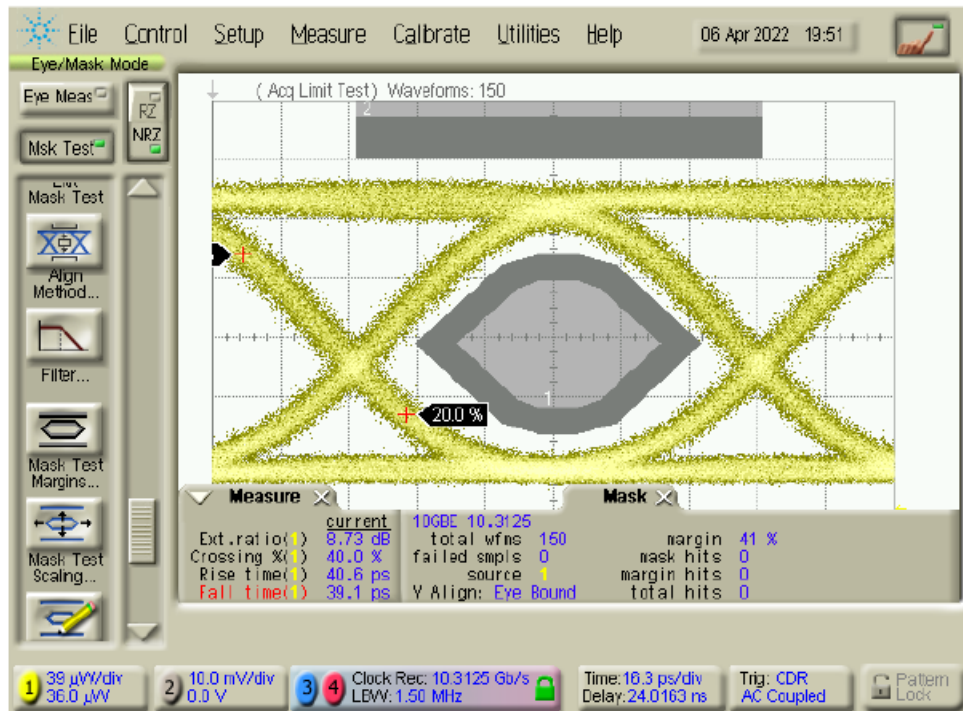 File Control Setup Measure Calibrate Utilities Help 06 Apr 2022 19:51
Eye/Mask Mode
Eye Meas
RZ
NRZ
Msk Test
( Acq Limit Test) Waveforms: 150
2
Mask Test
Align
Method...
Filter...
1
20.0 %
Mask Test
Margins...
Mask Test
Scaling...
Measure
Mask
current
Ext.ratio(1) 8.73 dB
Crossing %(1) 40.0 %
Rise time(1) 40.6 ps
Fall time(1) 39.1 ps
10GBE 10.3125
total wfms 150
failed smpls 0
source 1
Y Align: Eye Bound
margin 41 %
mask hits 0
margin hits 0
total hits 0
1 39 µW/div
36.0 µW
2 10.0 mV/div
0.0 V
3 4 Clock Rec: 10.3125 Gb/s
LBW: 1.50 MHz
Time:16.3 ps/div
Delay:24.0163 ns
Trig: CDR
AC Coupled
Pattern
Lock